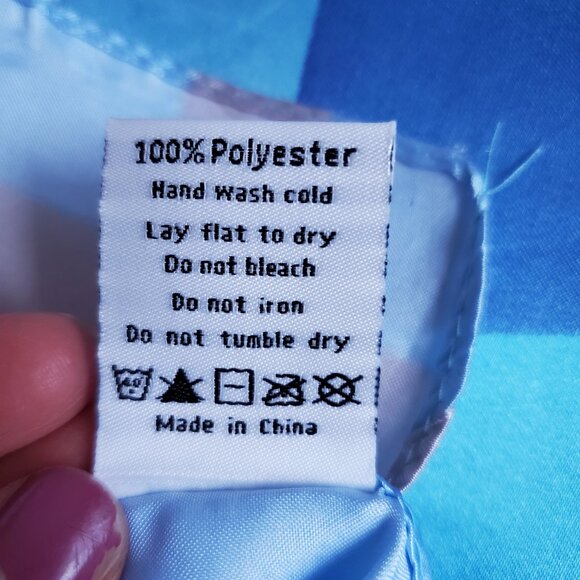 100% Polyester
Hand wash cold
Lay flat to dry
Do not bleach
Do not iron
Do not tumble dry
40
Made in China